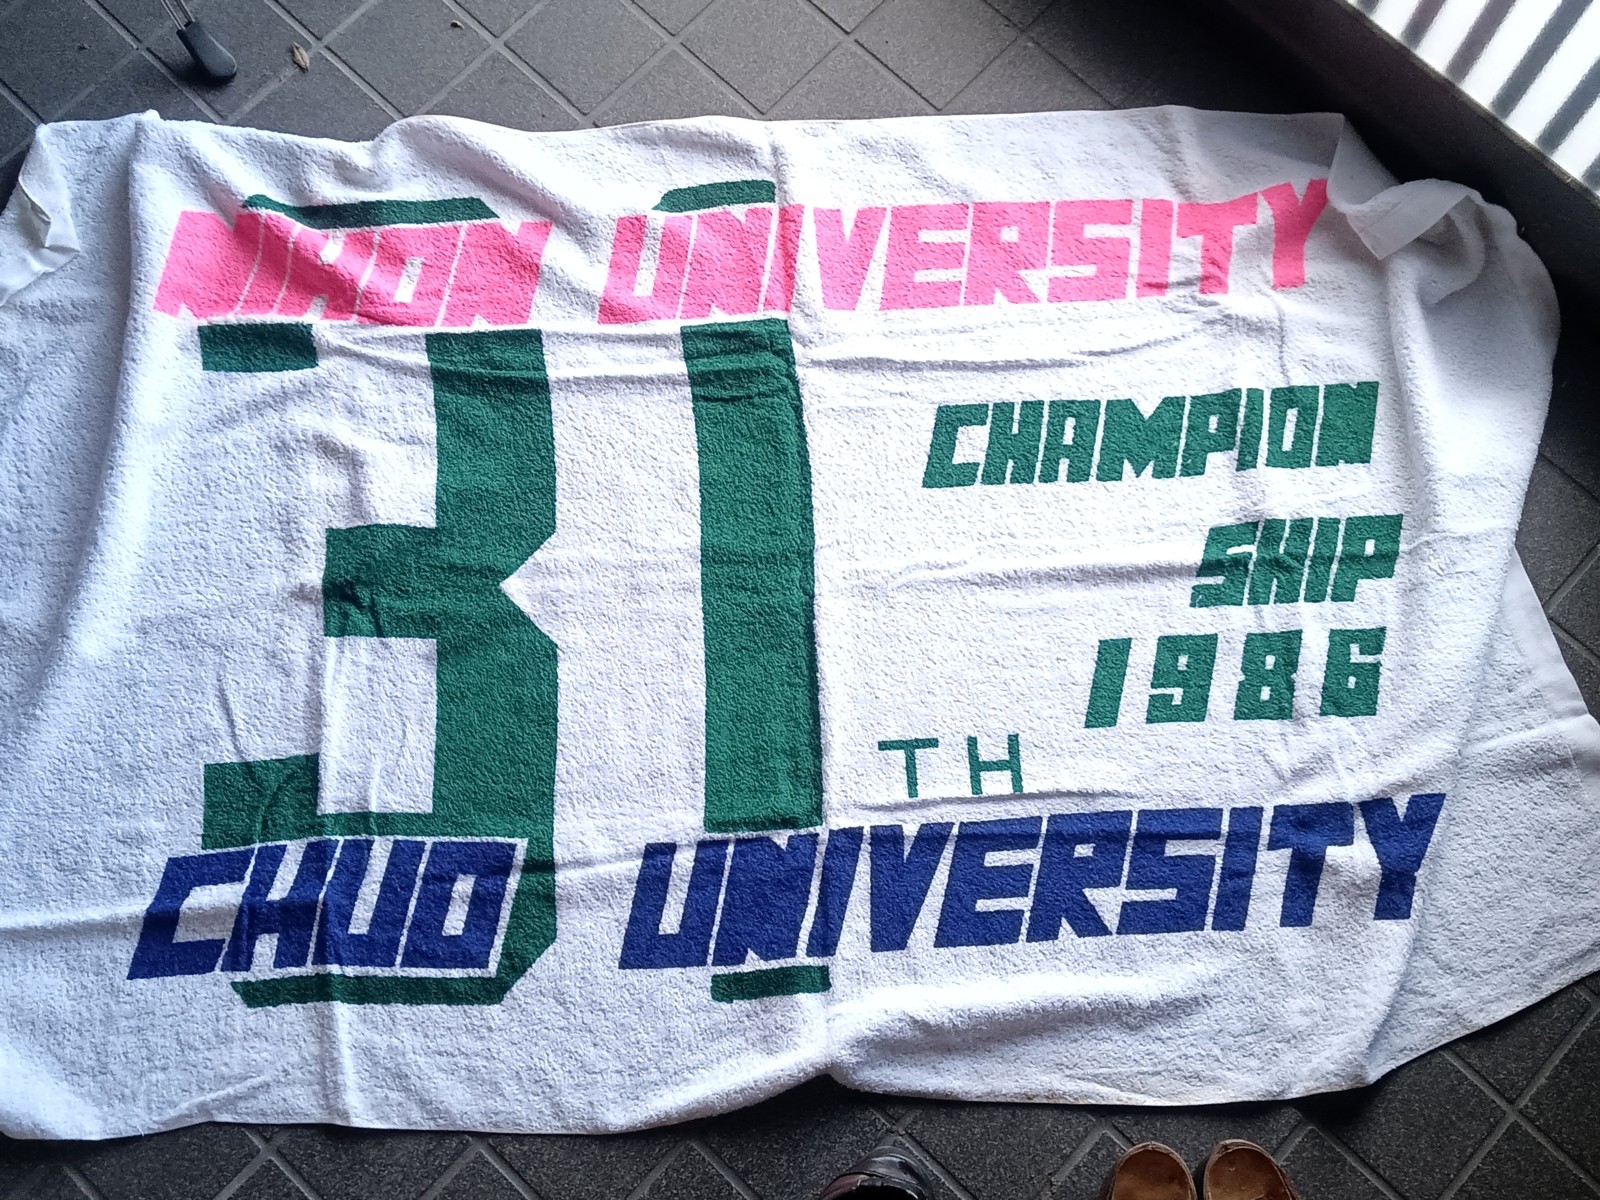 NIHON UNIVERSITY
31
CHAMPION
SHIP
1986
TH
CHUO UNIVERSITY